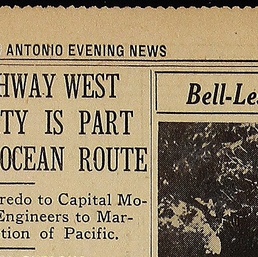 ANTONIO EVENING NEWS
HWAY WEST
TY IS PART
OCEAN ROUTE
redo to Capital Mo-
Engineers to Mar-
tion of Pacific.
Bell-Le